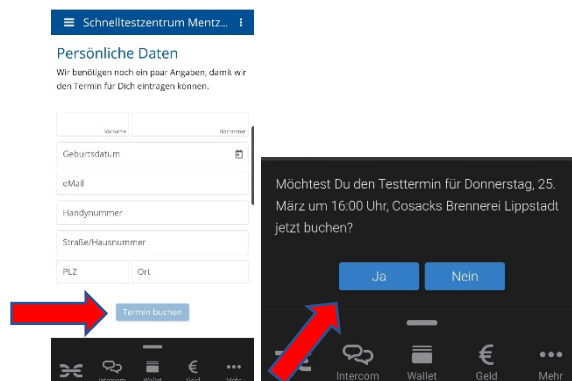 Schnelltestzentrum Mentz...
Persönliche Daten
Wir benötigen noch ein paar Angaben, damit wir
den Termin für Dich eintragen können.
Vorname
Nachname
Geburtsdatum
eMail
Handynummer
Straße/Hausnummer
PLZ
Ort
Termin buchen
Intercom
Wallet
Geld
Mehr
Möchtest Du den Testtermin für Donnerstag, 25.
März um 16:00 Uhr, Cosacks Brennerei Lippstadt
jetzt buchen?
Ja
Nein
Intercom
Wallet
€
Geld
Mehr